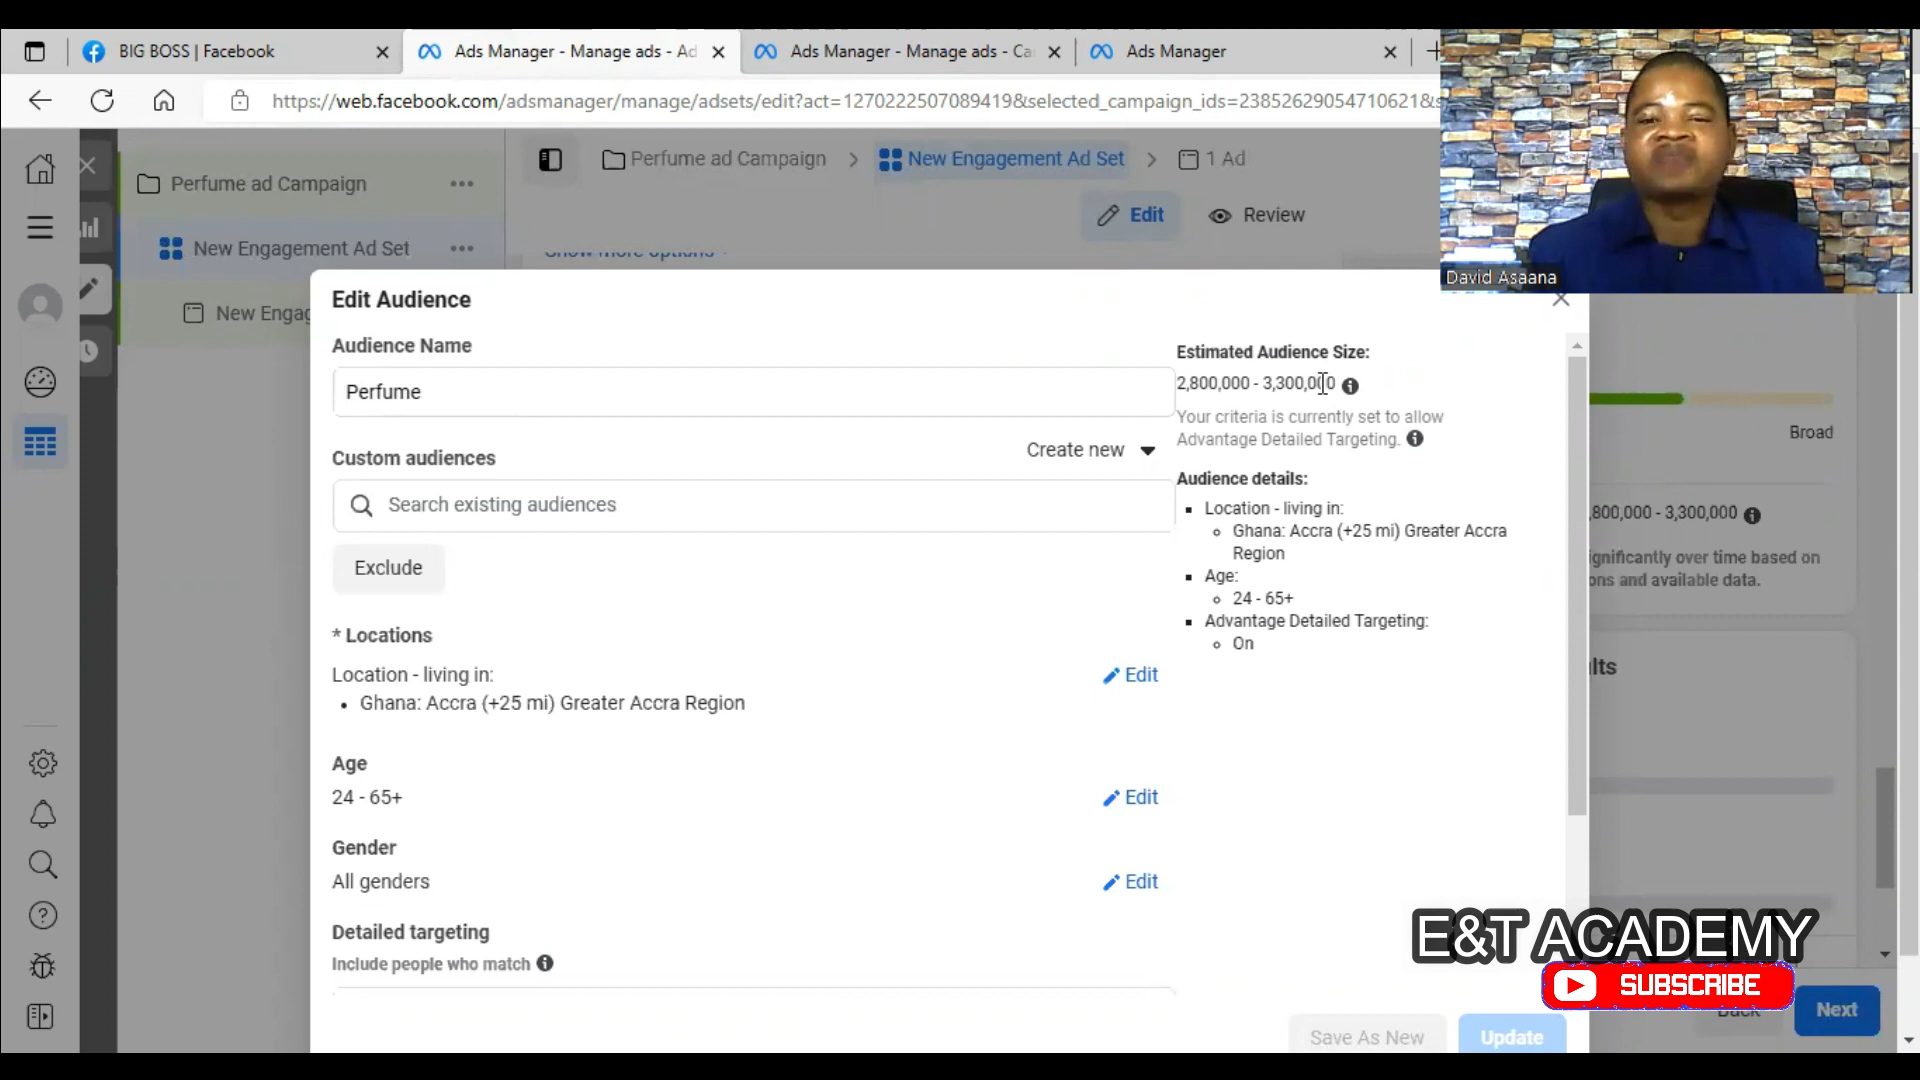 BIG BOSS | Facebook
Ads Manager - Manage ads - Ad
Ads Manager - Manage ads - Ca
Ads Manager
https://web.facebook.com/adsmanager/manage/adsets/edit?act=1270222507089419&selected_campaign_ids=23852629054710621&s
Perfume ad Campaign
New Engagement Ad Set
New Engag
Perfume ad Campaign
New Engagement Ad Set
1 Ad
Edit
Review
Show more options
David Asaana
Edit Audience
Audience Name
Perfume
Custom audiences
Create new
Search existing audiences
Exclude
* Locations
Location - living in:
Edit
• Ghana: Accra (+25 mi) Greater Accra Region
Age
24 - 65+
Edit
Gender
All genders
Edit
Detailed targeting
Include people who match
Estimated Audience Size:
2,800,000 - 3,300,000
Your criteria is currently set to allow
Advantage Detailed Targeting.
Audience details:
Location - living in:
Ghana: Accra (+25 mi) Greater Accra
Region
Age:
24 - 65+
Advantage Detailed Targeting:
On
Save As New
Update
Broad
,800,000 - 3,300,000
ignificantly over time based on
ons and available data.
ults
E&T ACADEMY
SUBSCRIBE
Back
Next